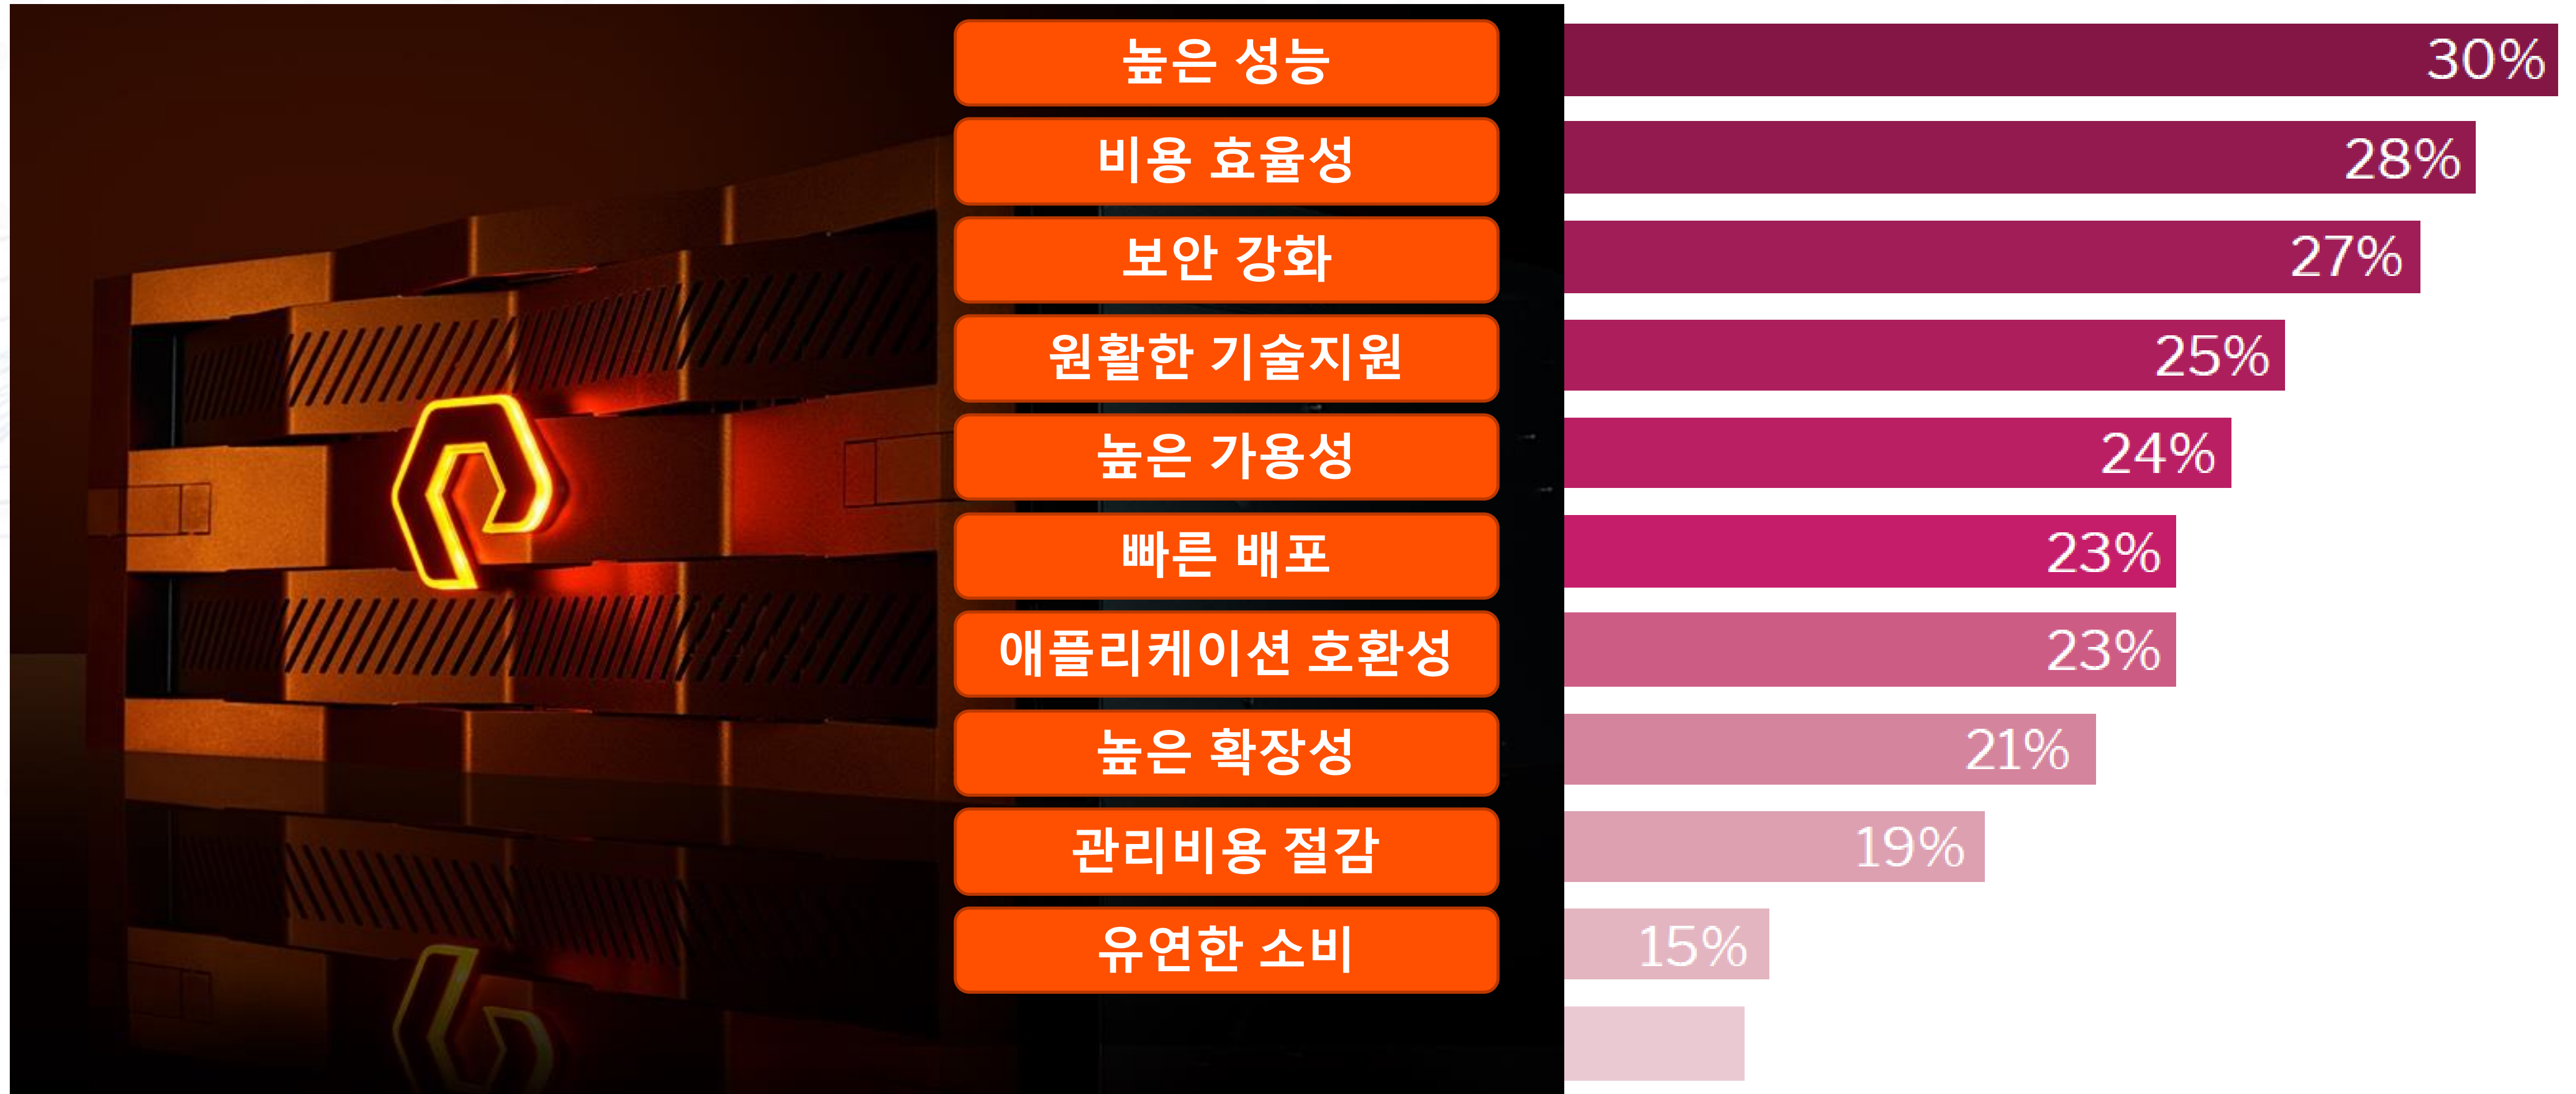 높은 성능 30%
비용 효율성 28%
보안 강화 27%
원활한 기술지원 25%
높은 가용성 24%
빠른 배포 23%
애플리케이션 호환성 23%
높은 확장성 21%
관리비용 절감 19%
유연한 소비 15%